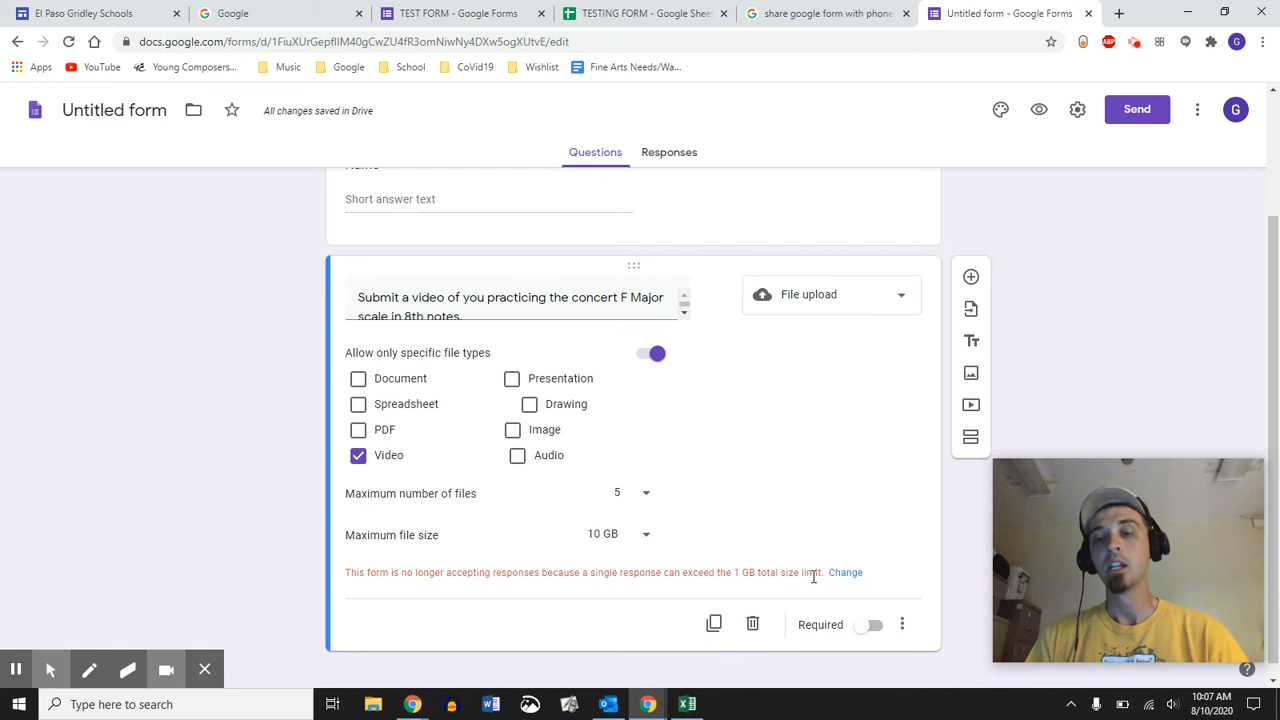 El Paso Gridley Schools
Google
TEST FORM - Google Forms
TESTING FORM - Google Sheet
share google form with phone
Untitled form - Google Forms
docs.google.com/forms/d/1FiuXUrGepflIM40gCwZU4fR3omNiwNy4DXw5ogXUtvE/edit
ABP
G
Apps
YouTube
Young Composers...
Music
Google
School
CoVid19
Wishlist
Fine Arts Needs/Wa...
Untitled form
All changes saved in Drive
Send
G
Questions
Responses
Short answer text
Submit a video of you practicing the concert F Major
scale in 8th notes.
File upload
Allow only specific file types
Document
Presentation
Spreadsheet
Drawing
PDF
Image
Video
Audio
Maximum number of files
5
Maximum file size
10 GB
This form is no longer accepting responses because a single response can exceed the 1 GB total size limit. Change
Required
Type here to search
10:07 AM
8/10/2020